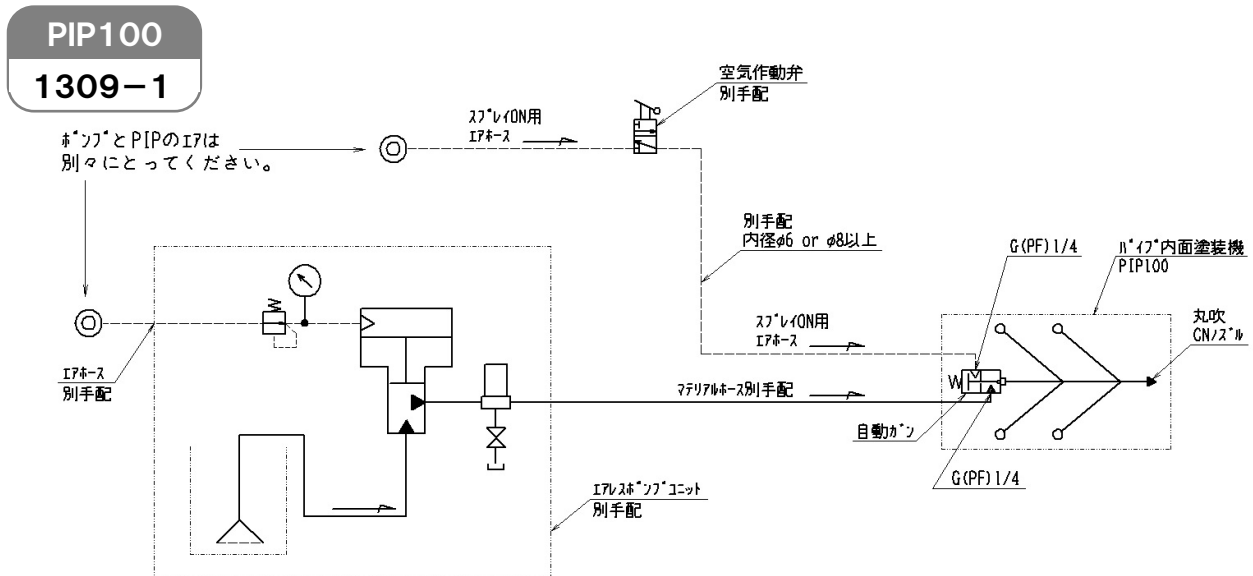 PIP100
1309-1
空気作動弁
別手配
ｽﾌﾟﾚｲON用
ｴｱﾎｰｽ
ﾎﾟﾝﾌﾟとPIPのｴｱは
別々にとってください。
別手配
内径φ6 or φ8以上
G(PF)1/4
ﾊﾟｲﾌﾟ内面塗装機
PIP100
丸吹
CNﾉｽﾞﾙ
ｽﾌﾟﾚｲON用
ｴｱﾎｰｽ
ｴｱﾎｰｽ
別手配
ﾏﾃﾘｱﾙﾎｰｽ別手配
自動ｶﾞﾝ
G(PF)1/4
ｴｱﾚｽﾎﾟﾝﾌﾟﾕﾆｯﾄ
別手配